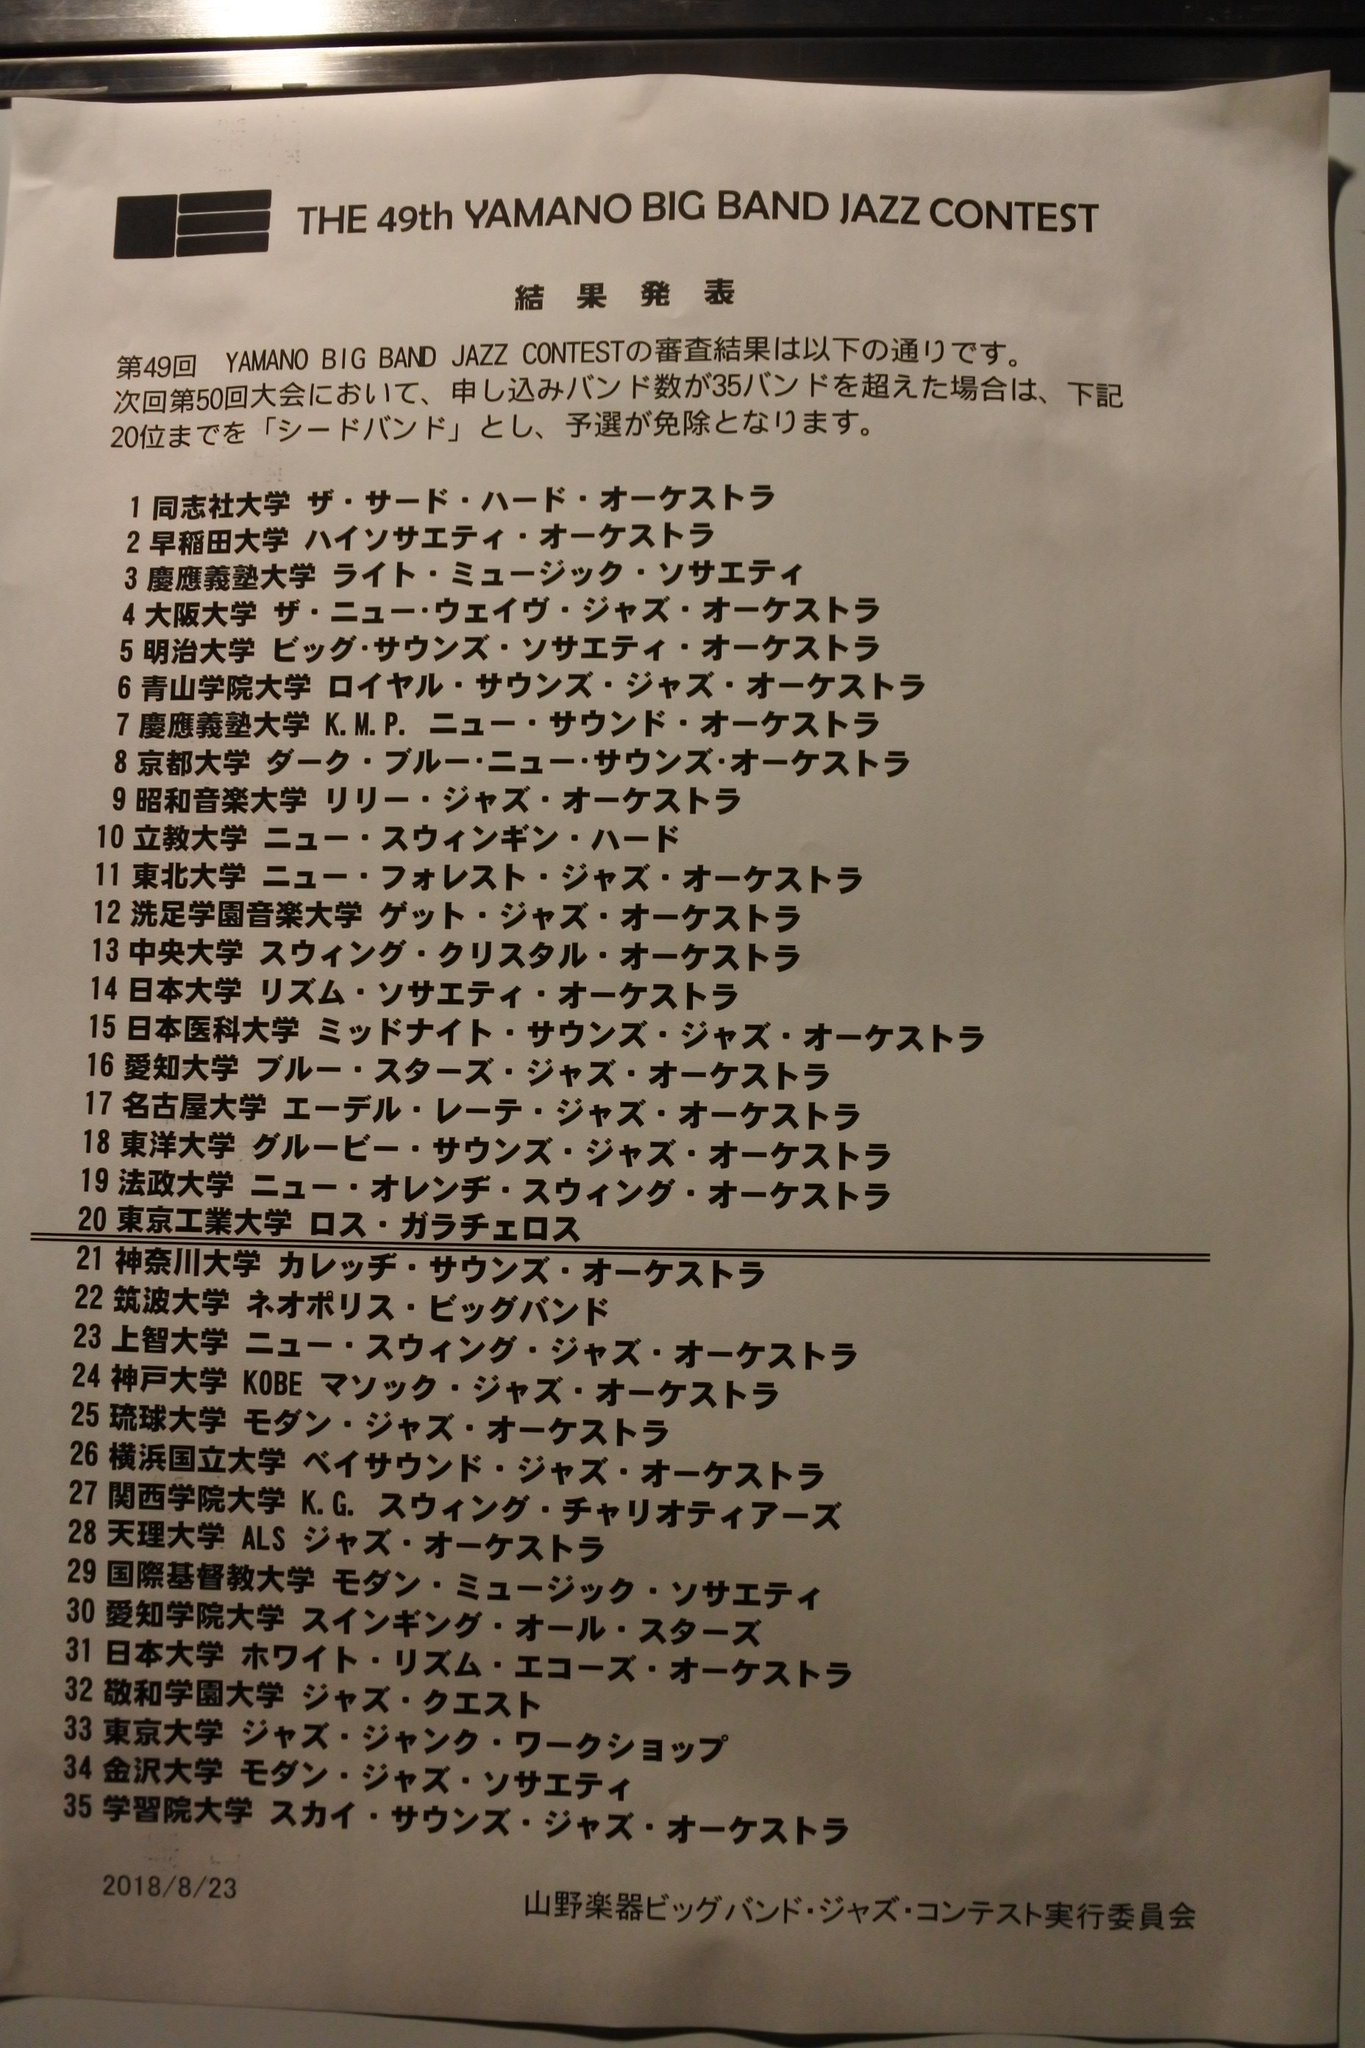 THE 49th YAMANO BIG BAND JAZZ CONTEST
結果発表
第49回 YAMANO BIG BAND JAZZ CONTESTの審査結果は以下の通りです。
次回第50回大会において、申し込みバンド数が35バンドを超えた場合は、下記
20位までを「シードバンド」とし、予選が免除となります。
1 同志社大学 ザ・サード・ハード・オーケストラ
2 早稲田大学 ハイソサエティ・オーケストラ
3 慶應義塾大学 ライト・ミュージック・ソサエティ
4 大阪大学 ザ・ニュー・ウェイヴ・ジャズ・オーケストラ
5 明治大学 ビッグ・サウンズ・ソサエティ・オーケストラ
6 青山学院大学 ロイヤル・サウンズ・ジャズ・オーケストラ
7 慶應義塾大学 K.M.P. ニュー・サウンド・オーケストラ
8 京都大学 ダーク・ブルー・ニュー・サウンズ・オーケストラ
9 昭和音楽大学 リリー・ジャズ・オーケストラ
10 立教大学 ニュー・スウィンギン・ハード
11 東北大学 ニュー・フォレスト・ジャズ・オーケストラ
12 洗足学園音楽大学 ゲット・ジャズ・オーケストラ
13 中央大学 スウィング・クリスタル・オーケストラ
14 日本大学 リズム・ソサエティ・オーケストラ
15 日本医科大学 ミッドナイト・サウンズ・ジャズ・オーケストラ
16 愛知大学 ブルー・スターズ・ジャズ・オーケストラ
17 名古屋大学 エーデル・レーテ・ジャズ・オーケストラ
18 東洋大学 グルービー・サウンズ・ジャズ・オーケストラ
19 法政大学 ニュー・オレンヂ・スウィング・オーケストラ
20 東京工業大学 ロス・ガラチェロス
21 神奈川大学 カレッヂ・サウンズ・オーケストラ
22 筑波大学 ネオポリス・ビッグバンド
23 上智大学 ニュー・スウィング・ジャズ・オーケストラ
24 神戸大学 KOBE マソック・ジャズ・オーケストラ
25 琉球大学 モダン・ジャズ・オーケストラ
26 横浜国立大学 ベイサウンド・ジャズ・オーケストラ
27 関西学院大学 K.G. スウィング・チャリオティアーズ
28 天理大学 ALS ジャズ・オーケストラ
29 国際基督教大学 モダン・ミュージック・ソサエティ
30 愛知学院大学 スインギング・オール・スターズ
31 日本大学 ホワイト・リズム・エコーズ・オーケストラ
32 敬和学園大学 ジャズ・クエスト
33 東京大学 ジャズ・ジャンク・ワークショップ
34 金沢大学 モダン・ジャズ・ソサエティ
35 学習院大学 スカイ・サウンズ・ジャズ・オーケストラ
2018/8/23
山野楽器ビッグバンド・ジャズ・コンテスト実行委員会